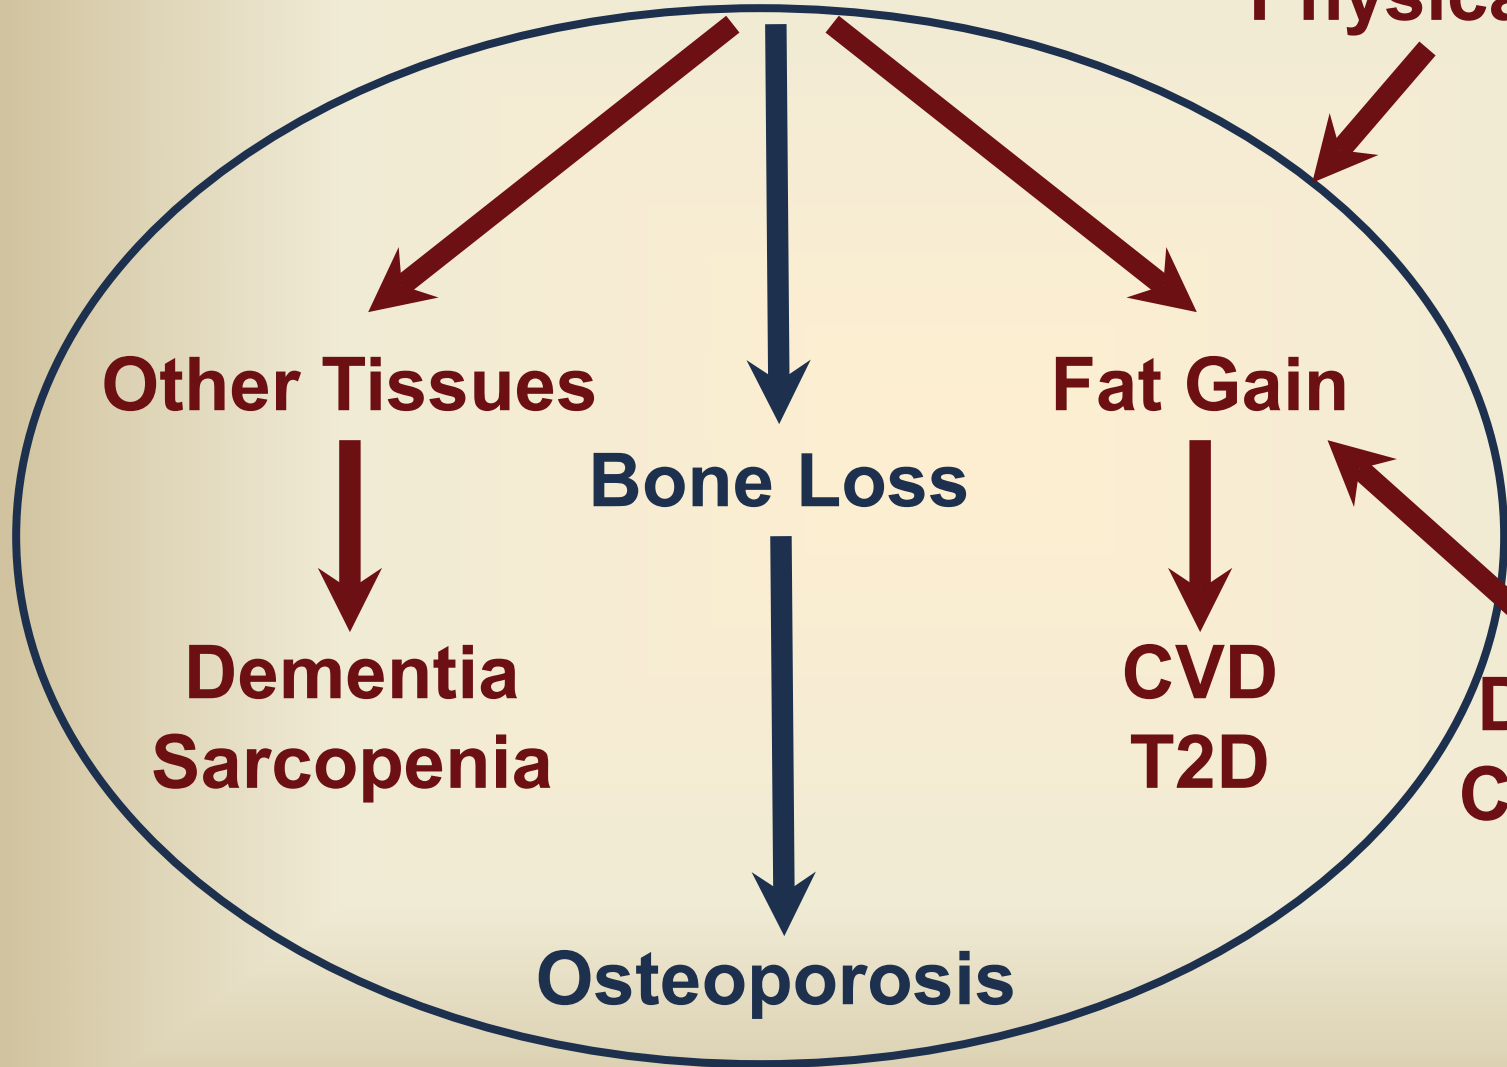 Other Tissues
Fat Gain
Bone Loss
Dementia
Sarcopenia
CVD
T2D
Osteoporosis